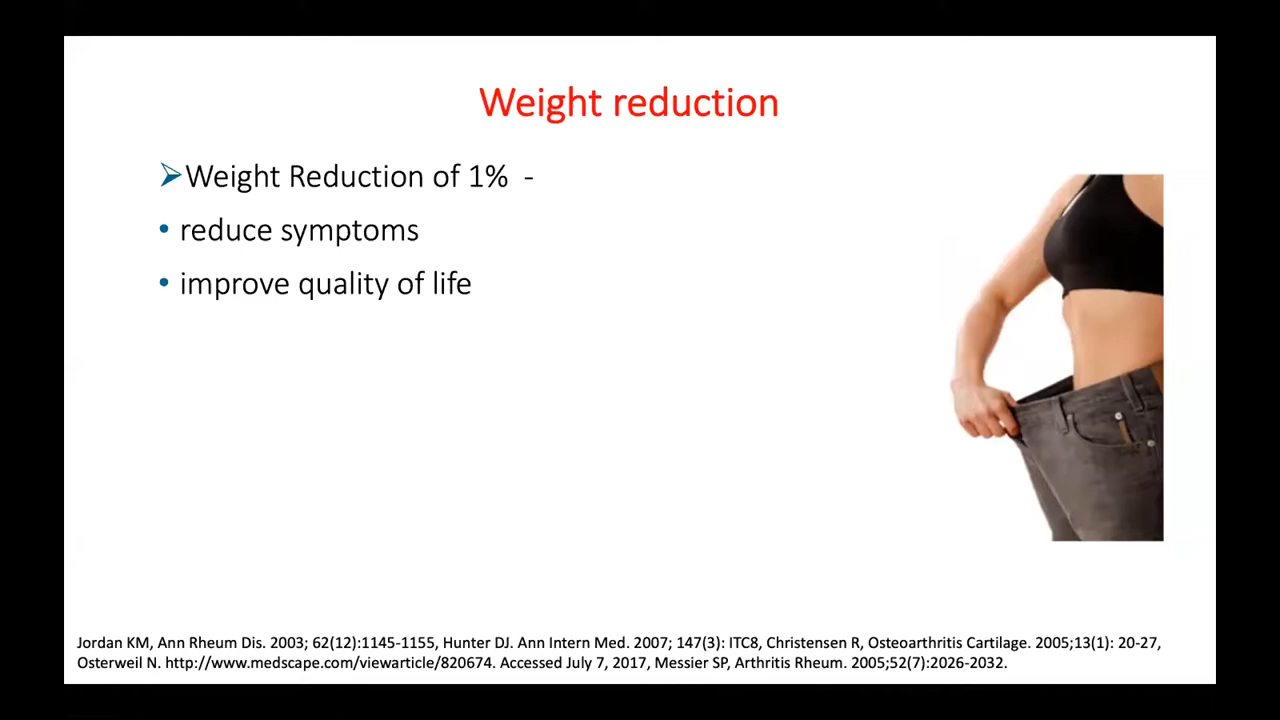 Weight reduction
➢Weight Reduction of 1% -
• reduce symptoms
• improve quality of life
Jordan KM, Ann Rheum Dis. 2003; 62(12):1145-1155, Hunter DJ. Ann Intern Med. 2007; 147(3): ITC8, Christensen R, Osteoarthritis Cartilage. 2005;13(1): 20-27,
Osterweil N. http://www.medscape.com/viewarticle/820674. Accessed July 7, 2017, Messier SP, Arthritis Rheum. 2005;52(7):2026-2032.